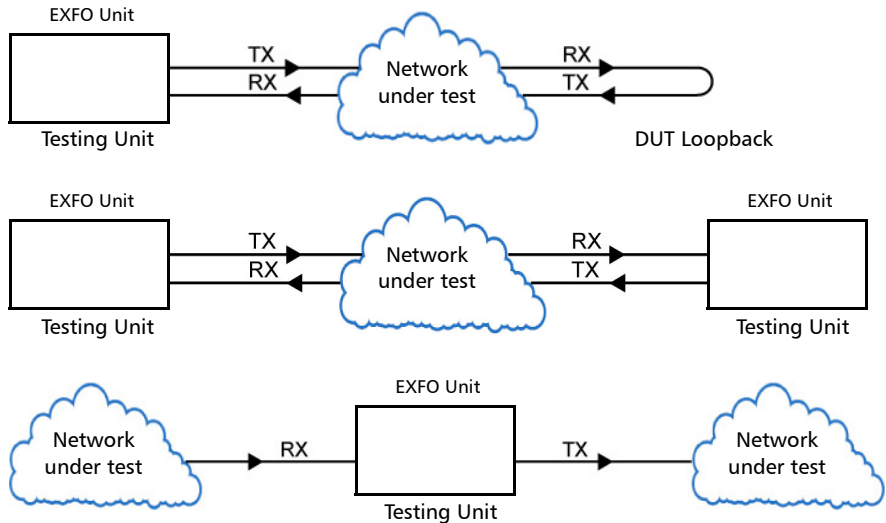 EXFO Unit
TX
RX
Network
under test
RX
TX
Testing Unit
DUT Loopback
EXFO Unit
EXFO Unit
TX
RX
Network
under test
RX
TX
Testing Unit
Testing Unit
EXFO Unit
Network
under test
RX
TX
Network
under test
Testing Unit